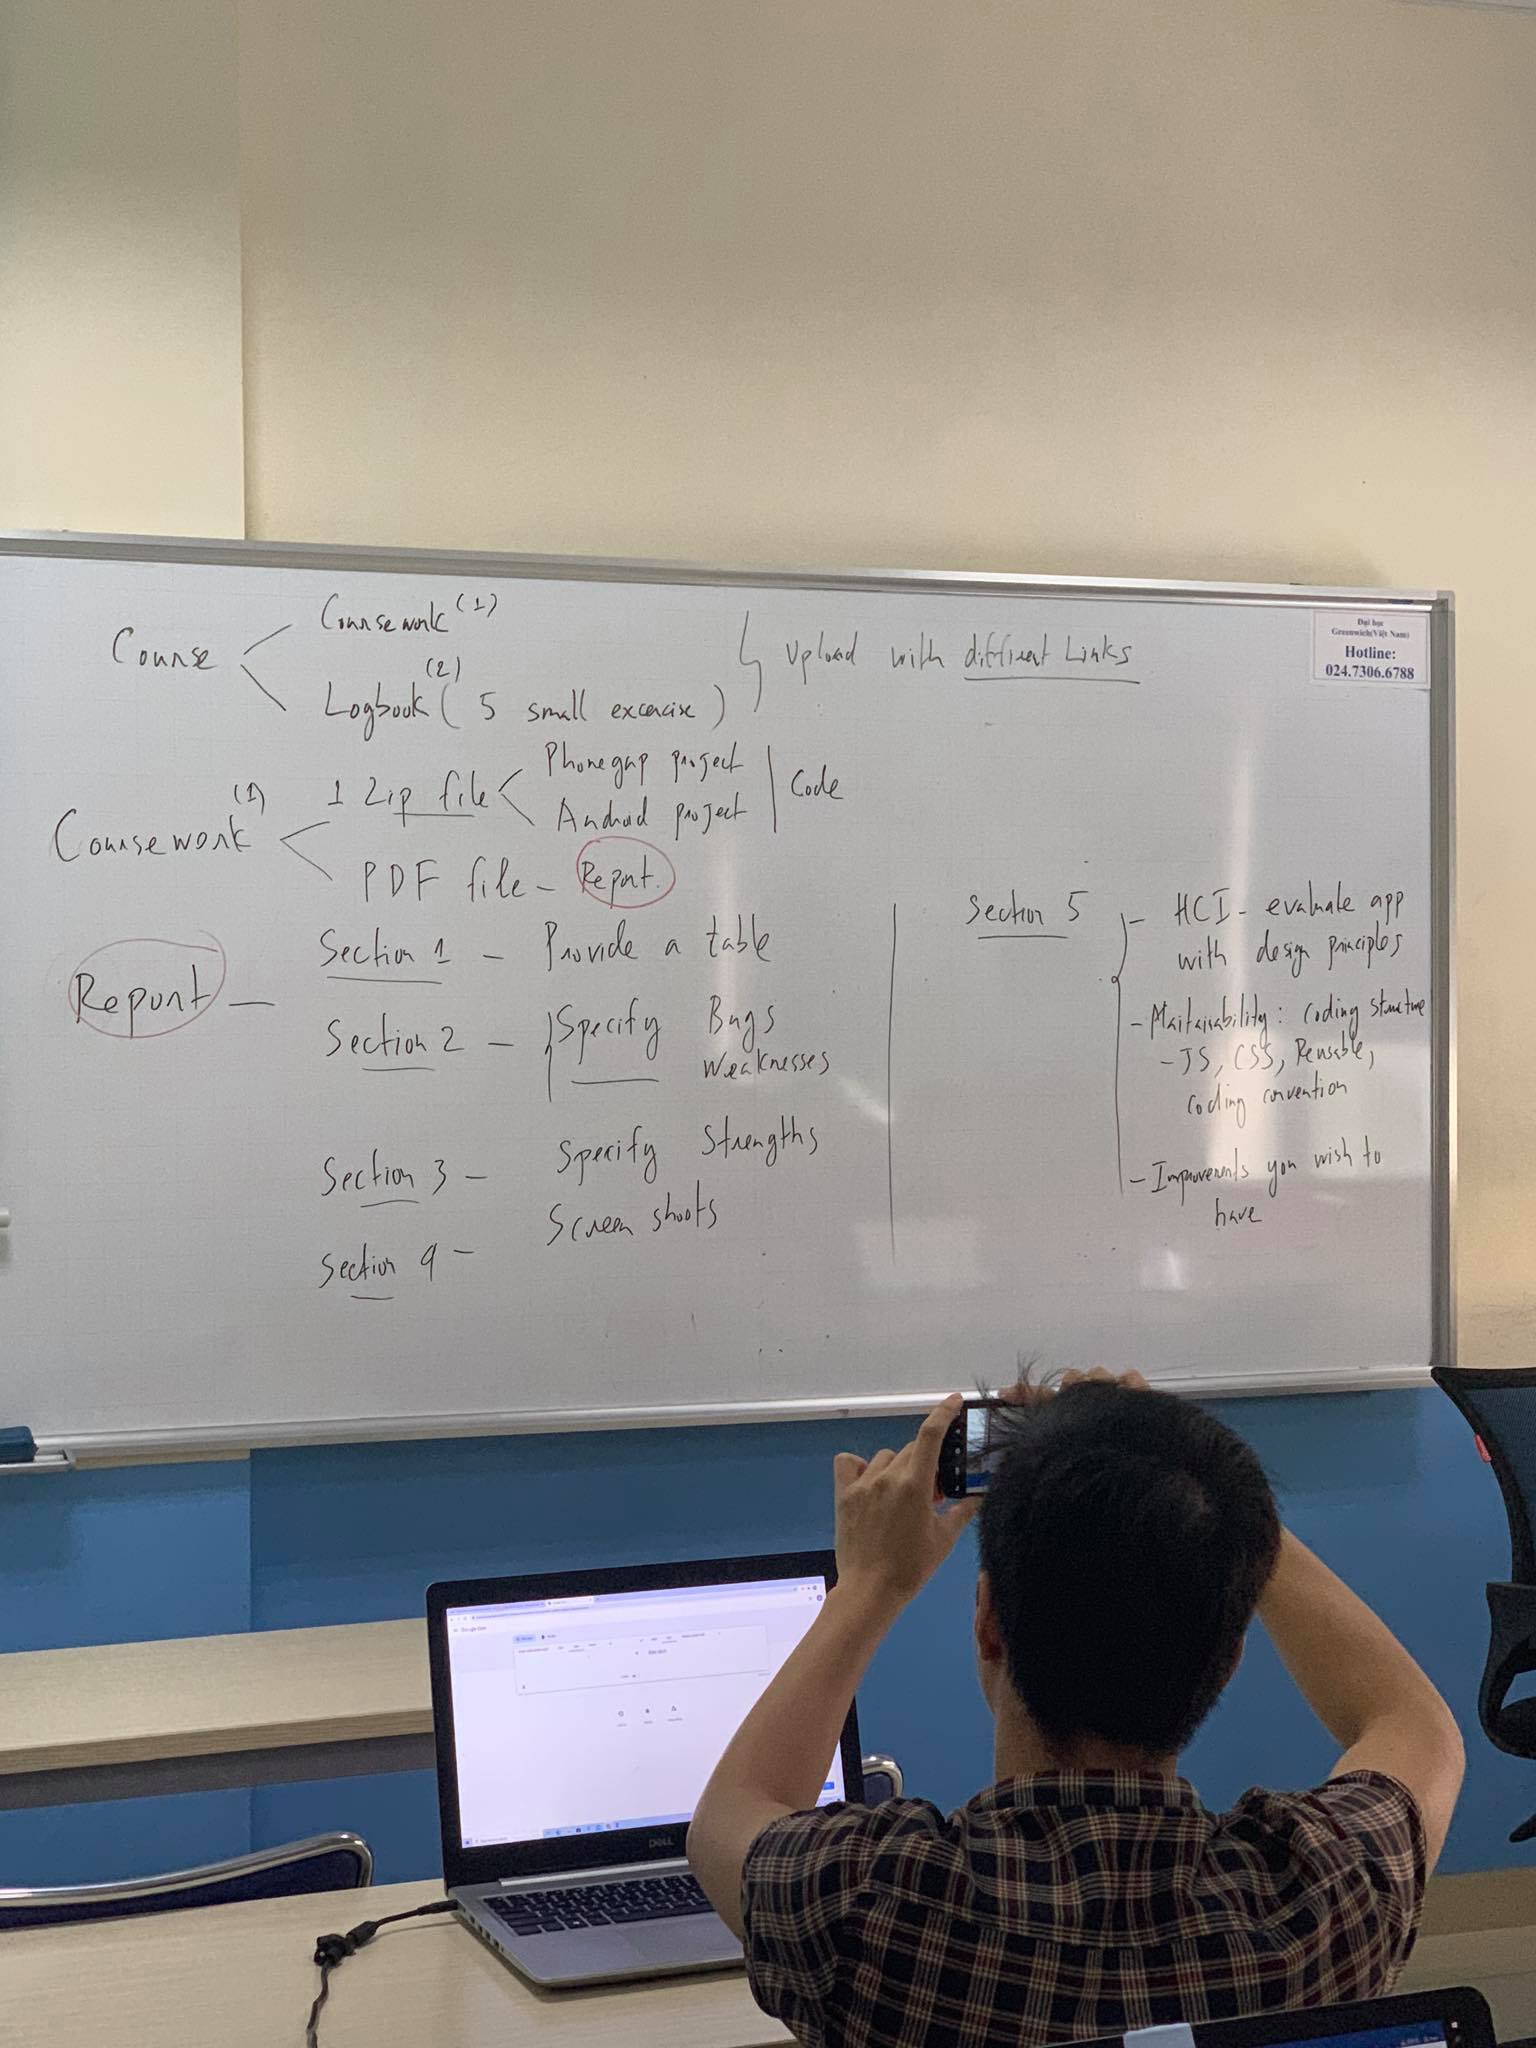 Course
Coursework (1)
Logbook (2) ( 5 small excercise )
Upload with different Links
Đại học
Greenwich(Việt Nam)
Hotline:
024.7306.6788
Coursework (1)
1 Zip file
Phonegap project
Android project
Code
PDF file - Report.
Report -
Section 1 - Provide a table
Section 2 - Specify Bugs
Weaknesses
Section 3 - Specify Strengths
Section 4 - Screen shoots
Section 5
- HCI - evaluate app
with design principles
- Maitainability: coding structure
- JS, CSS, Reusable,
coding convention
- Improvements you wish to
have
DELL